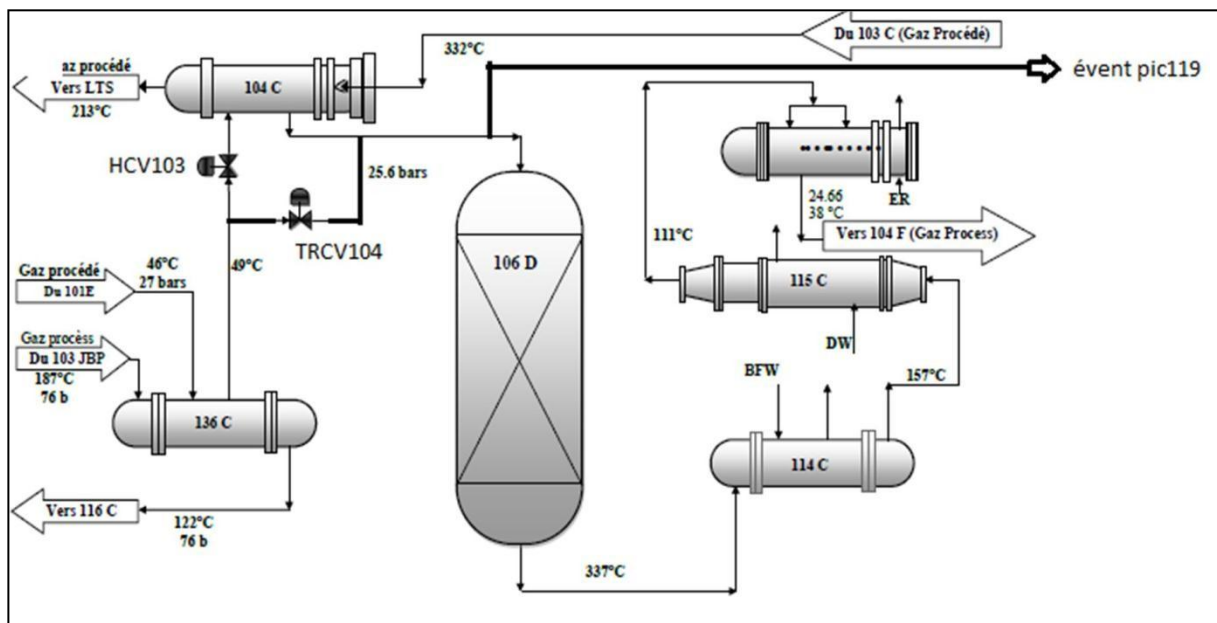 az procédé
Vers LTS
213°C
104 C
332°C
Du 103 C (Gaz Procédé)
évent pic119
HCV103
25.6 bars
TRCV104
49°C
ER
24.66
38 °C
Vers 104 F (Gaz Process)
111°C
106 D
115 C
DW
Gaz procédé
Du 101E
46°C
27 bars
Gaz procèss
Du 103 JBP
187°C
76 b
136 C
BFW
157°C
114 C
Vers 116 C
122°C
76 b
337°C